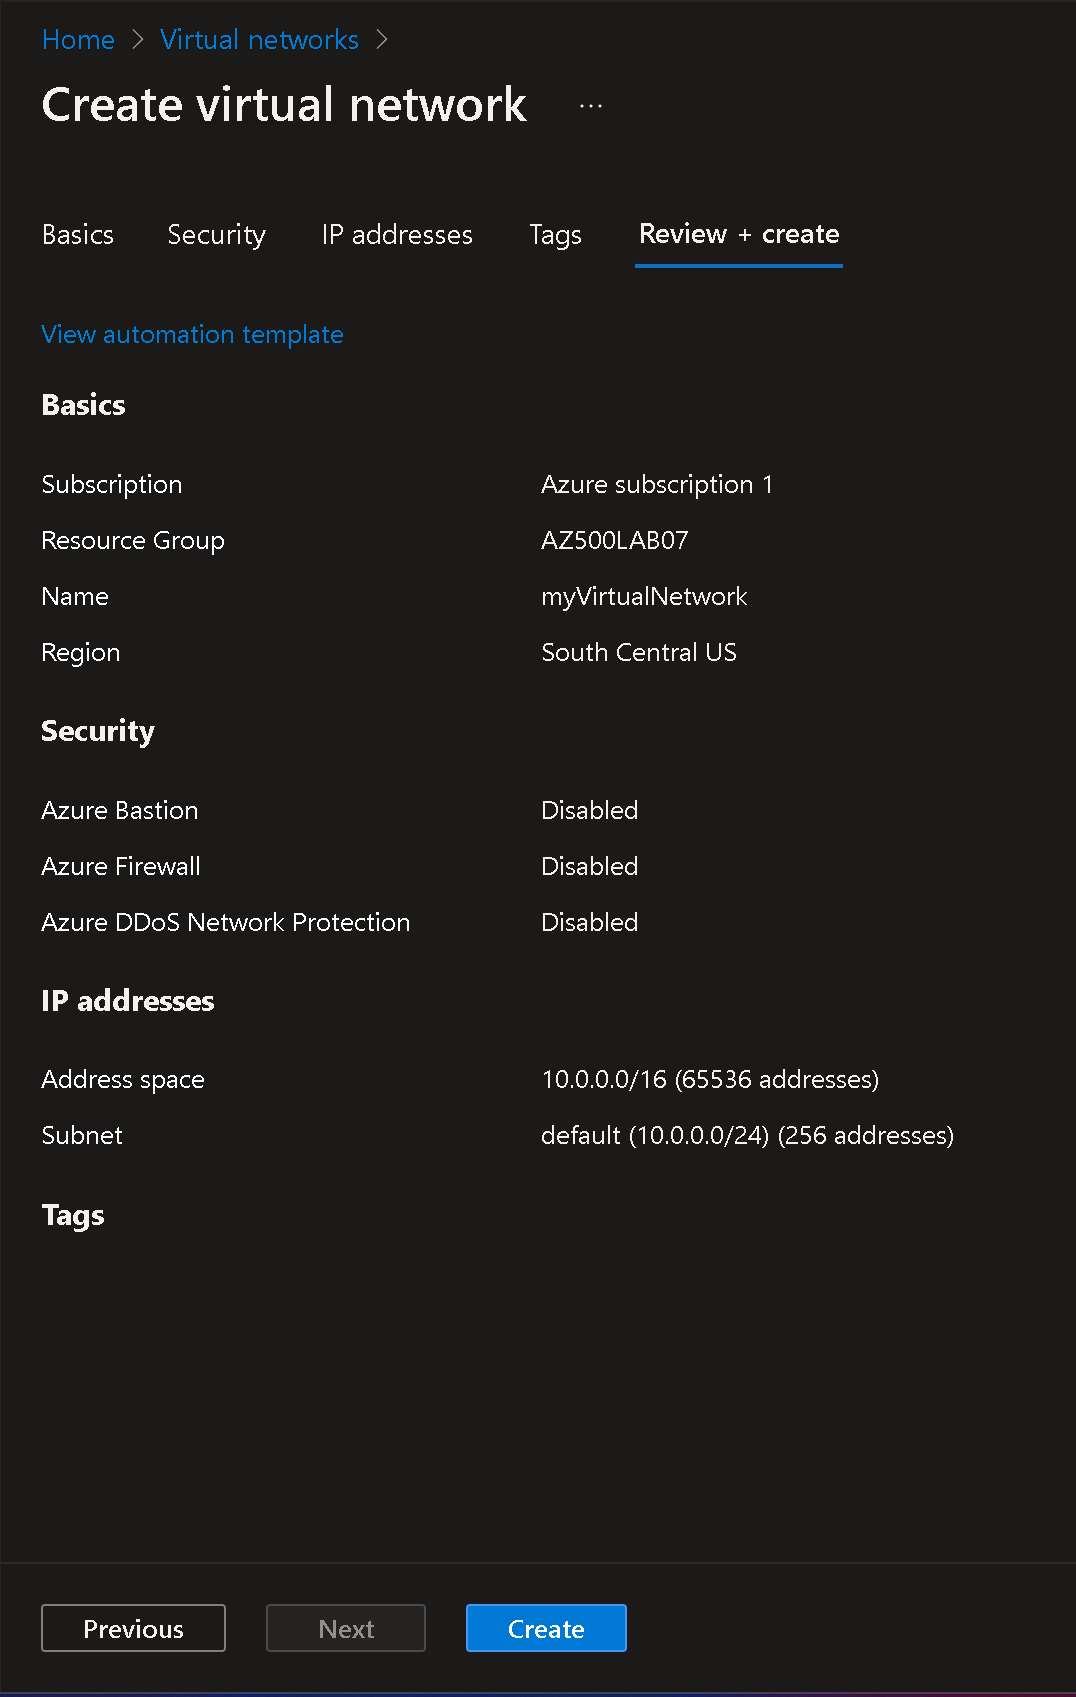 Home > Virtual networks >
Create virtual network ...
Basics Security IP addresses Tags Review + create
View automation template
Basics
Subscription Azure subscription 1
Resource Group AZ500LAB07
Name myVirtualNetwork
Region South Central US
Security
Azure Bastion Disabled
Azure Firewall Disabled
Azure DDoS Network Protection Disabled
IP addresses
Address space 10.0.0.0/16 (65536 addresses)
Subnet default (10.0.0.0/24) (256 addresses)
Tags
Previous Next Create